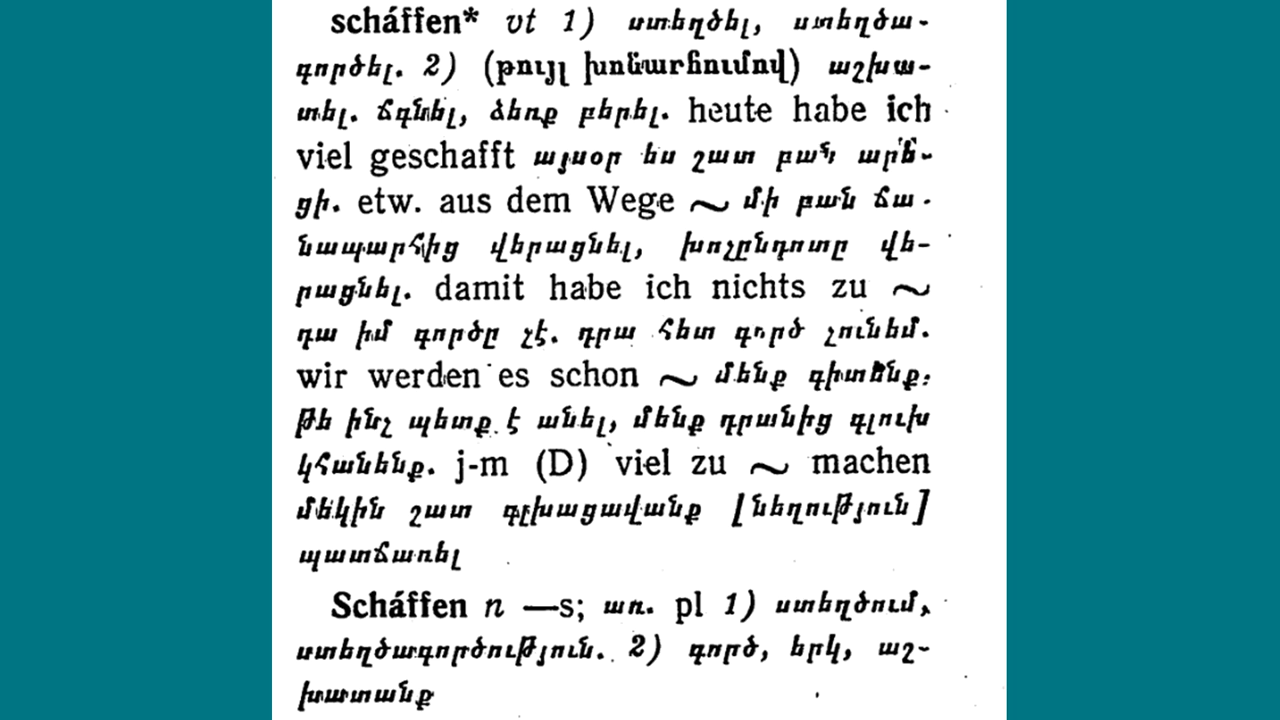 scháffen* vt 1) ստեղծել, ստեղծա-
գործել. 2) (թույլ խոնարհումով) աշխա-
տել. ճգնել, ձեռք բերել. heute habe ich
viel geschafft այսօր ես շատ բան արե-
ցի. etw. aus dem Wege ~ մի բան ճա-
նապարհից վերացնել, խոչընդոտը վե-
րացնել. damit habe ich nichts zu ~
դա իմ գործը չէ. դրա հետ գործ չունեմ.
wir werden es schon ~ մենք գիտենք,
թե ինչ պետք է անել, մենք դրանից գլուխ
կհանենք. j-m (D) viel zu ~ machen
մեկին շատ գլխացավանք [նեղություն]
պատճառել
Scháffen n —s; առ. pl 1) ստեղծում,
ստեղծագործություն. 2) գործ, երկ, աշ-
խատանք